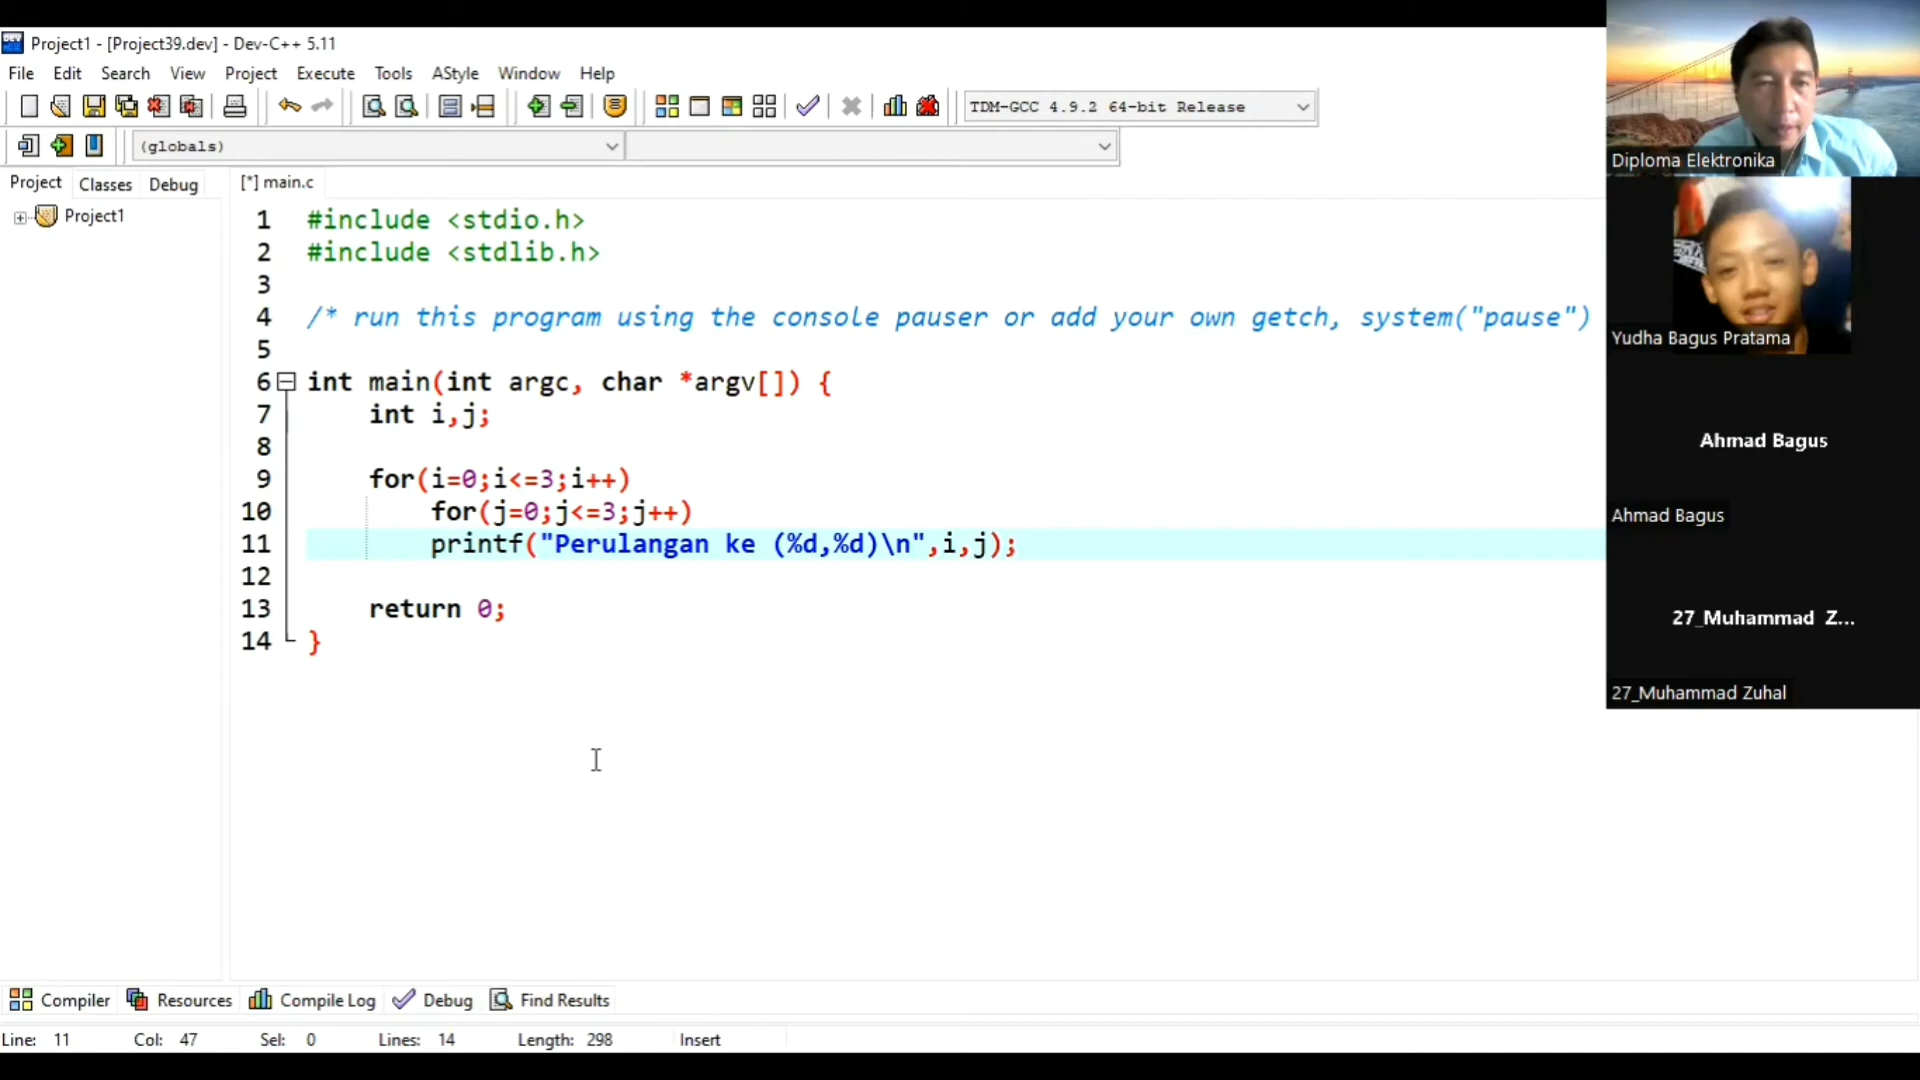 Project1 - [Project39.dev] - Dev-C++ 5.11
File Edit Search View Project Execute Tools AStyle Window Help
TDM-GCC 4.9.2 64-bit Release
(globals)
Project Classes Debug
[*] main.c
Project1
1 #include <stdio.h>
2 #include <stdlib.h>
3
4 /* run this program using the console pauser or add your own getch, system("pause")
5
6 int main(int argc, char *argv[]) {
7 int i,j;
8
9 for(i=0;i<=3;i++)
10 for(j=0;j<=3;j++)
11 printf("Perulangan ke (%d,%d)\n",i,j);
12
13 return 0;
14 }
Diploma Elektronika
Yudha Bagus Pratama
Ahmad Bagus
Ahmad Bagus
27_Muhammad Z...
27_Muhammad Zuhal
Compiler Resources Compile Log Debug Find Results
Line: 11 Col: 47 Sel: 0 Lines: 14 Length: 298 Insert